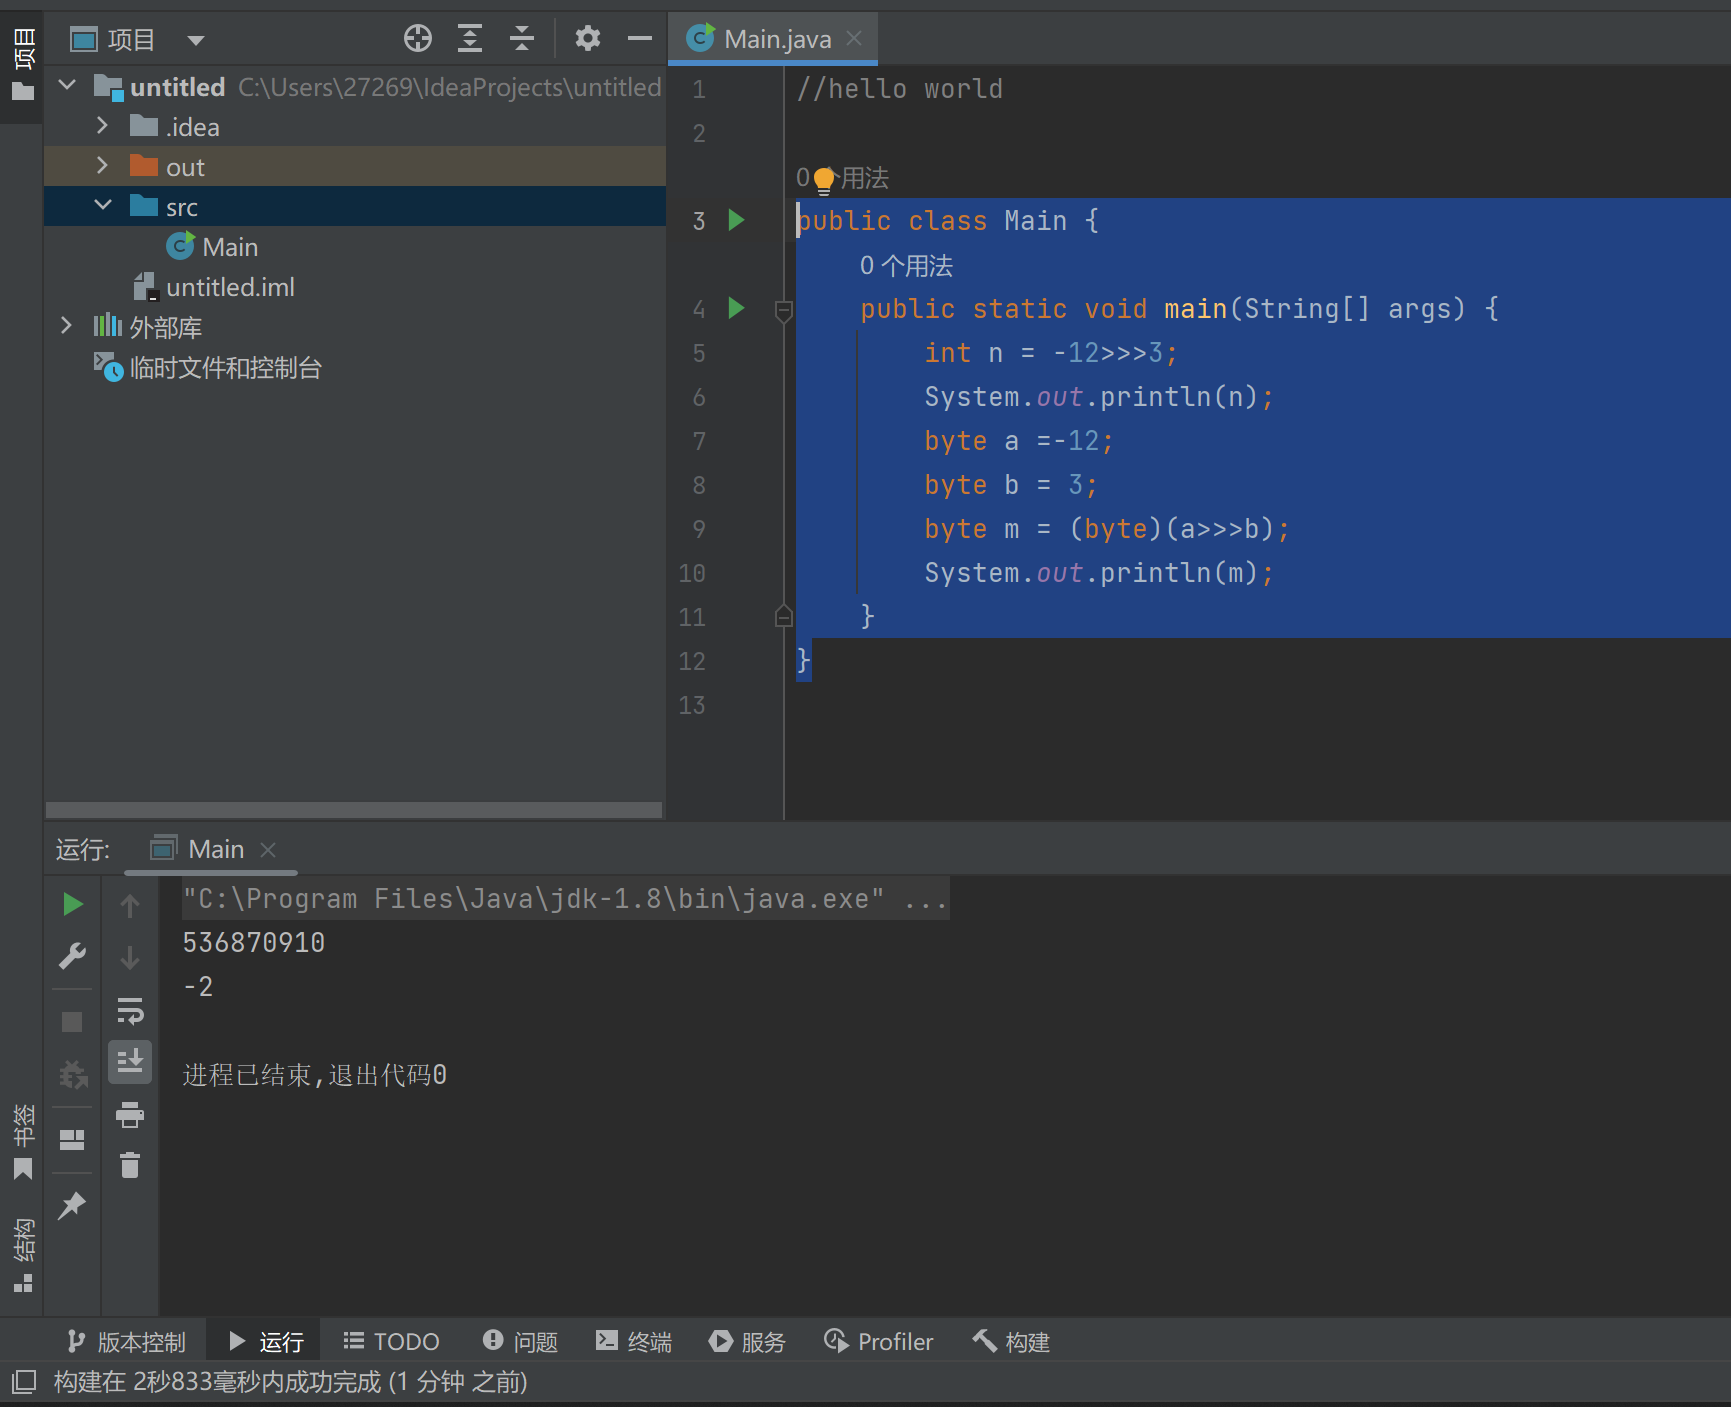 项目
项目
untitled C:\Users\27269\IdeaProjects\untitled
.idea
out
src
Main
untitled.iml
外部库
临时文件和控制台
Main.java
1 //hello world
2
0个用法
3 public class Main {
0 个用法
4 public static void main(String[] args) {
5 int n = -12>>>3;
6 System.out.println(n);
7 byte a =-12;
8 byte b = 3;
9 byte m = (byte)(a>>>b);
10 System.out.println(m);
11 }
12 }
13
运行: Main
"C:\Program Files\Java\jdk-1.8\bin\java.exe" ...
536870910
-2
进程已结束,退出代码0
书签
结构
版本控制 运行 TODO 问题 终端 服务 Profiler 构建
构建在 2秒833毫秒内成功完成 (1 分钟 之前)